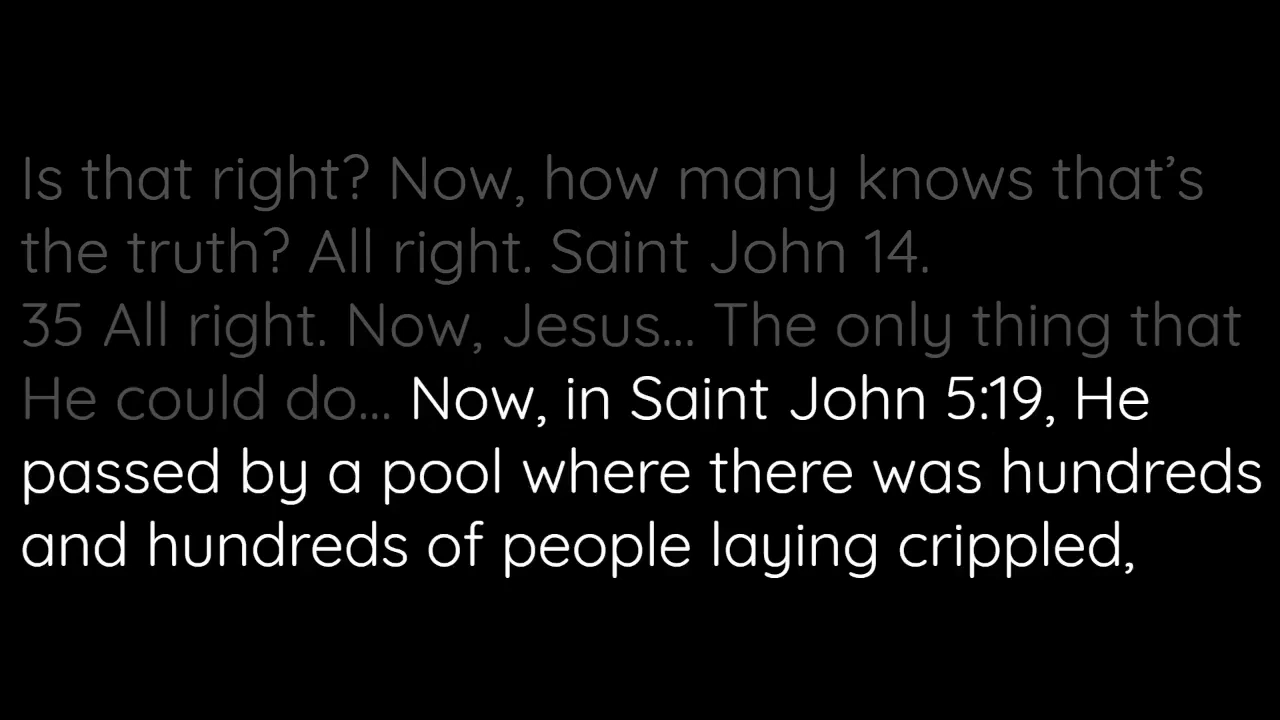 Is that right? Now, how many knows that’s
the truth? All right. Saint John 14.
35 All right. Now, Jesus... The only thing that
He could do... Now, in Saint John 5:19, He
passed by a pool where there was hundreds
and hundreds of people laying crippled,